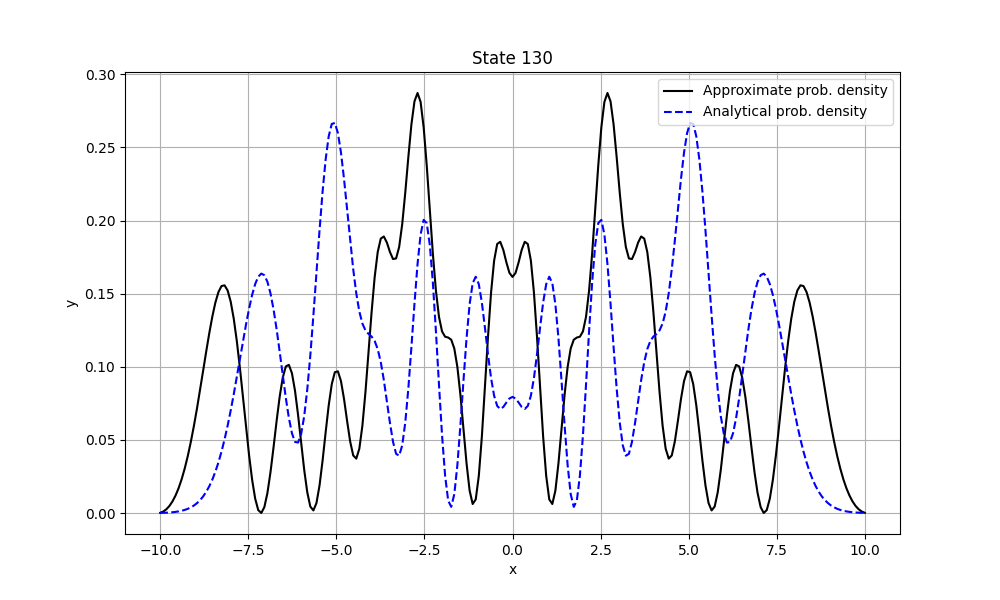 State 130
Approximate prob. density
Analytical prob. density
y
0.30
0.25
0.20
0.15
0.10
0.05
0.00
−10.0 −7.5 −5.0 −2.5 0.0 2.5 5.0 7.5 10.0
x